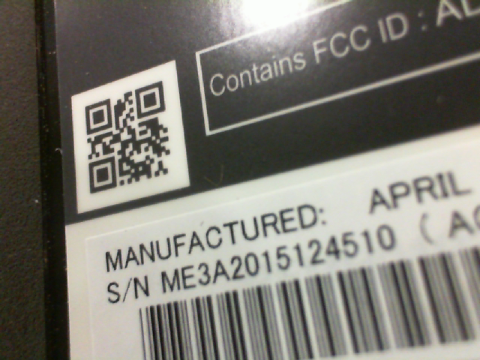 Contains FCC ID : 
MANUFACTURED: APRIL
S/N ME3A2015124510 (